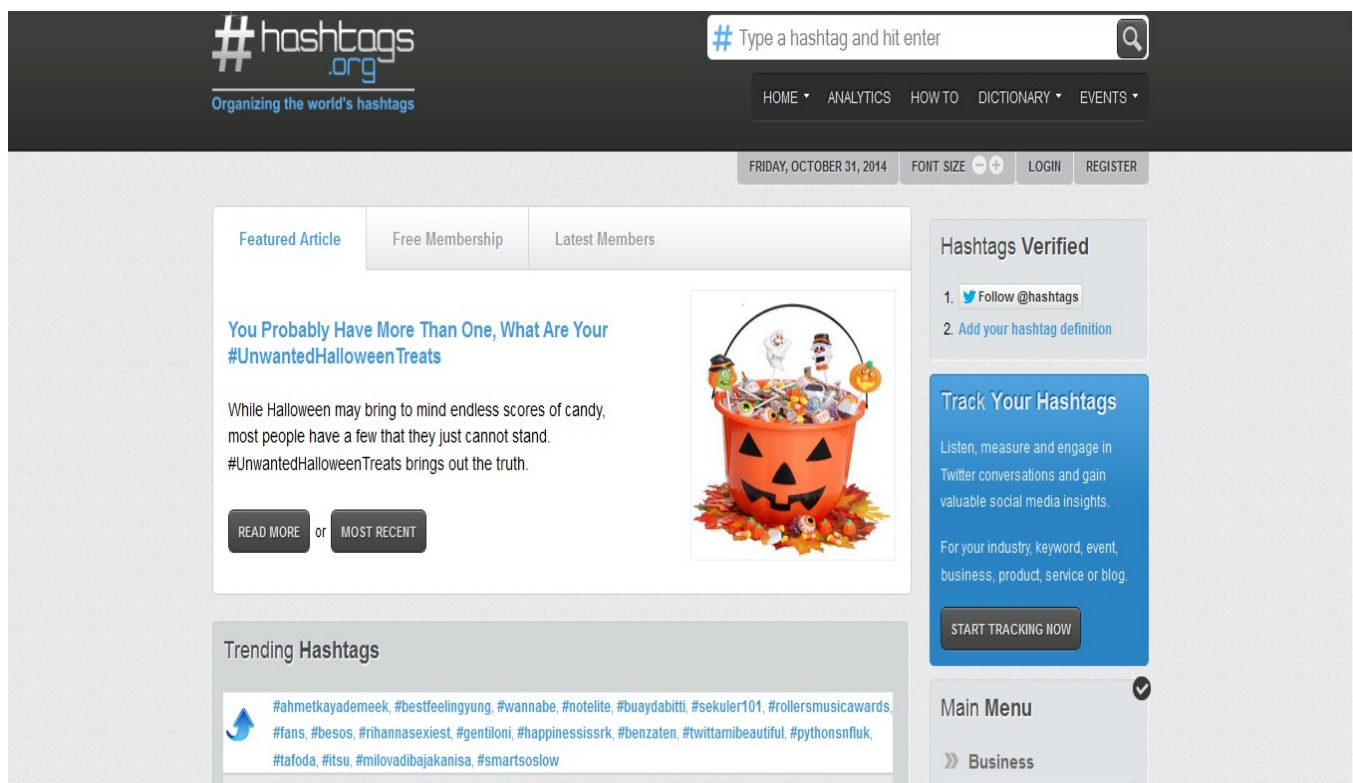 #hashtags
.org
Organizing the world's hashtags
# Type a hashtag and hit enter
HOME ANALYTICS HOW TO DICTIONARY EVENTS
FRIDAY, OCTOBER 31, 2014 FONT SIZE LOGIN REGISTER
Featured Article Free Membership Latest Members
You Probably Have More Than One, What Are Your
#UnwantedHalloweenTreats
While Halloween may bring to mind endless scores of candy,
most people have a few that they just cannot stand.
#UnwantedHalloweenTreats brings out the truth.
READ MORE or MOST RECENT
Trending Hashtags
#ahmetkayademeek, #bestfeelingyung, #wannabe, #notelite, #buaydabitti, #sekuler101, #rollersmusicawards,
#fans, #besos, #rihannasexiest, #gentiloni, #happinessissrk, #benzaten, #twittamibeautiful, #pythonsnfluk,
#tafoda, #itsu, #milovadibajakanisa, #smartsoslow
Hashtags Verified
1. Follow @hashtags
2. Add your hashtag definition
Track Your Hashtags
Listen, measure and engage in
Twitter conversations and gain
valuable social media insights.
For your industry, keyword, event,
business, product, service or blog.
START TRACKING NOW
Main Menu
Business